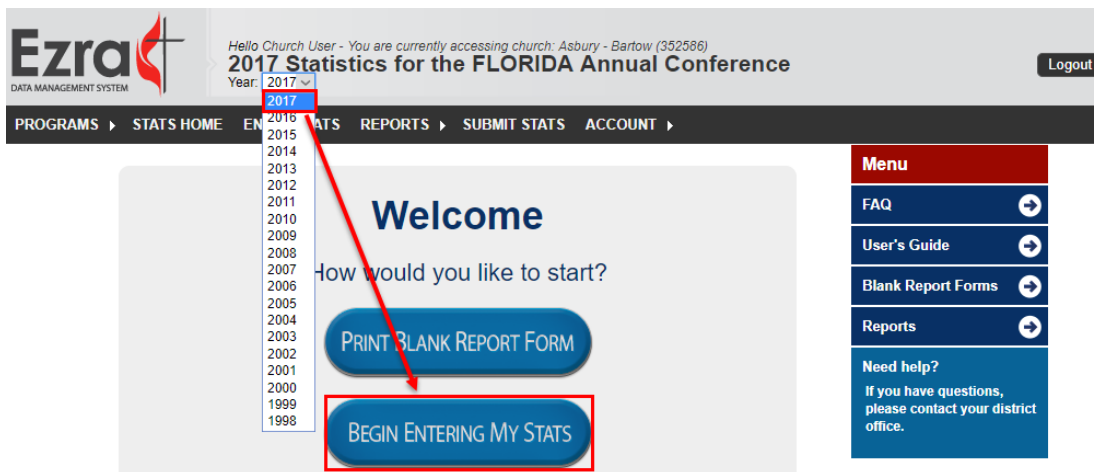 Ezra
DATA MANAGEMENT SYSTEM
Hello Church User - You are currently accessing church: Asbury - Bartow (352586)
2017 Statistics for the FLORIDA Annual Conference
Year: 2017
Logout
PROGRAMS STATS HOME EN ATS REPORTS SUBMIT STATS ACCOUNT
2017
2016
2015
2014
2013
2012
2011
2010
2009
2008
2007
2006
2005
2004
2003
2002
2001
2000
1999
1998
Welcome
How would you like to start?
PRINT BLANK REPORT FORM
BEGIN ENTERING MY STATS
Menu
FAQ
User's Guide
Blank Report Forms
Reports
Need help?
If you have questions,
please contact your district
office.